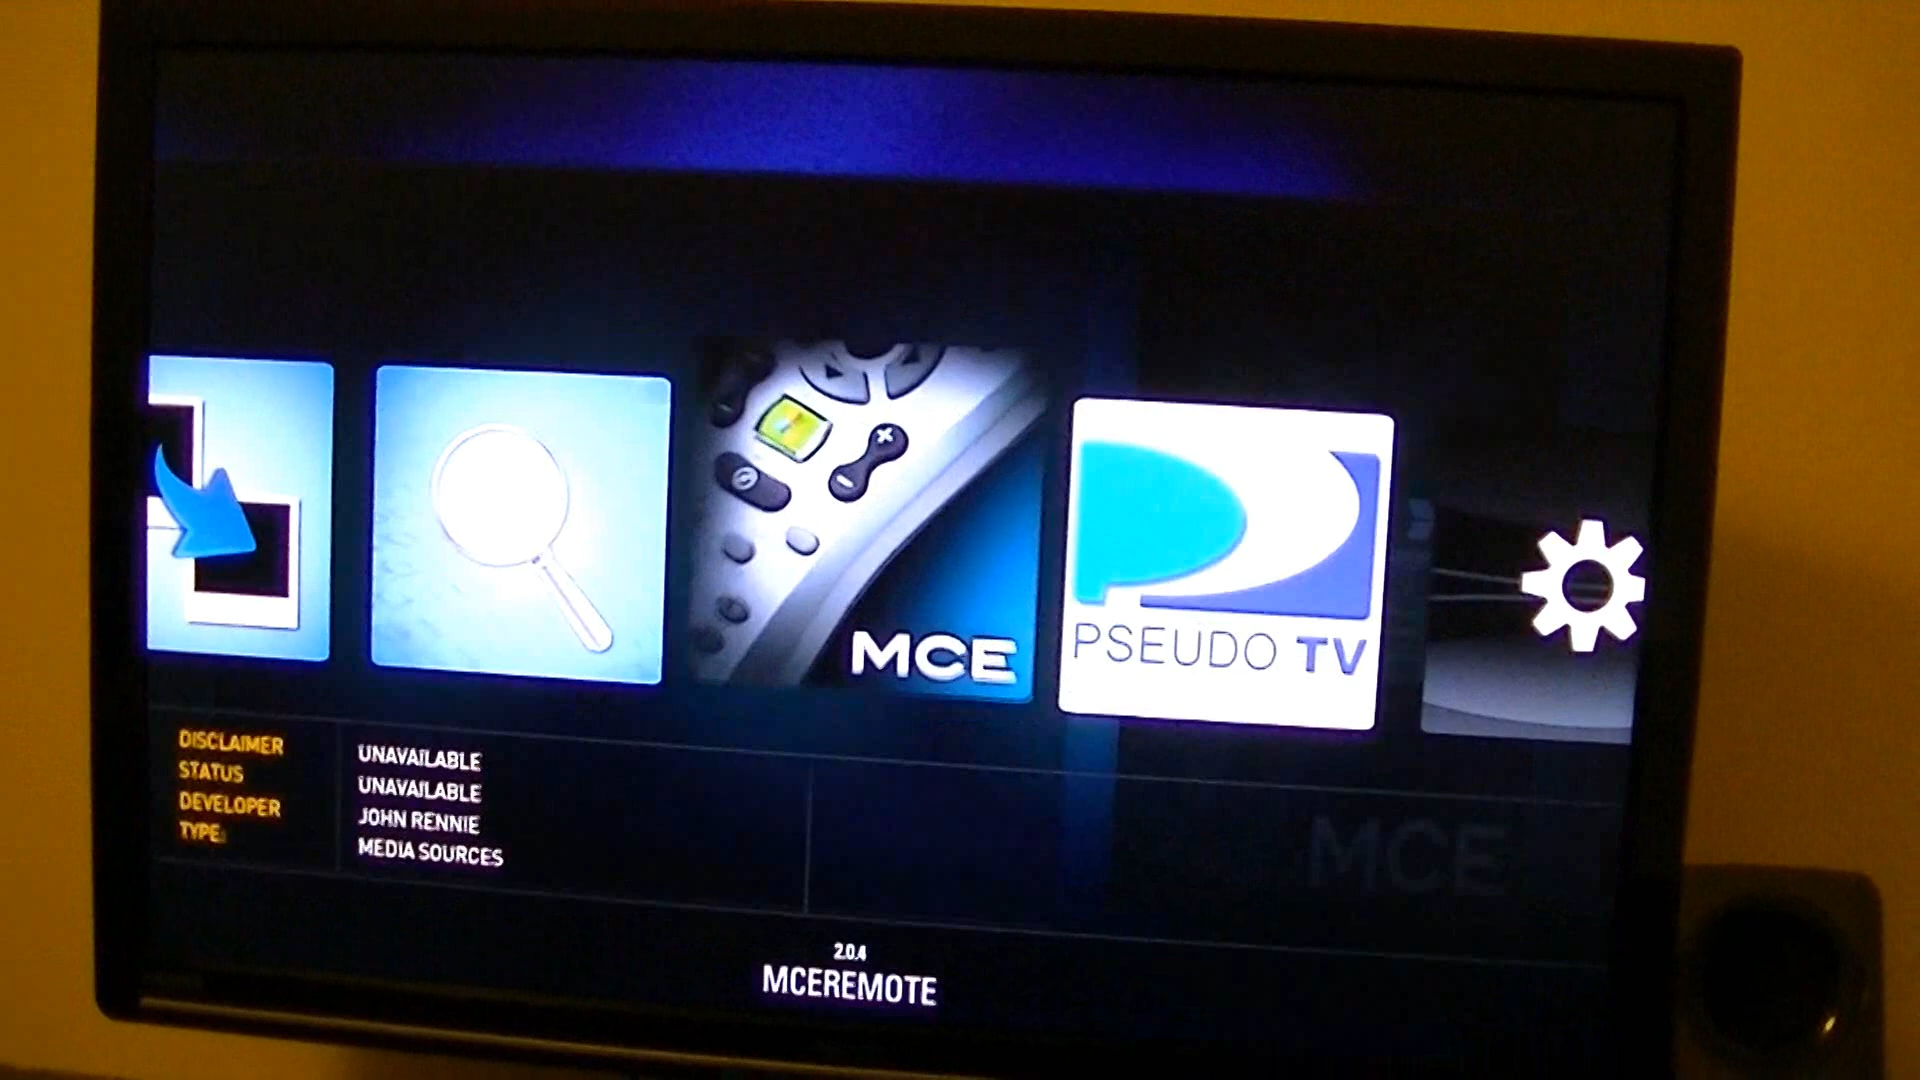 MCE
PSEUDO TV
DISCLAIMER UNAVAILABLE
STATUS UNAVAILABLE
DEVELOPER JOHN RENNIE
TYPE: MEDIA SOURCES
MCE
2.0.4
MCEREMOTE